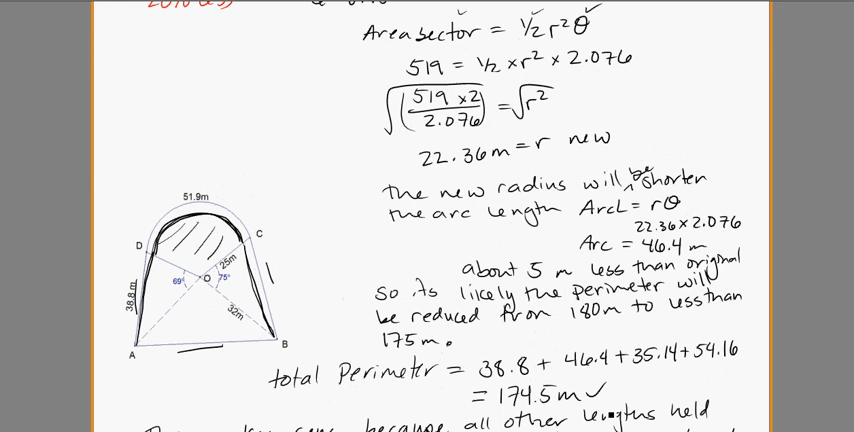 Area sector = 1/2 r² θ
519 = 1/2 × r² × 2.076
√(519 ×2 / 2.076) = √r²
22.36m = r new
the new radius will be shorten
the arc length ArcL = rθ
22.36 × 2.076
Arc = 46.4 m
about 5 m less than original
So its likely the perimeter will
be reduced from 180m to less than
175m.
51.9m
D
C
25m
O
69°
75°
38.8 m
32m
A
B
total Perimeter = 38.8 + 46.4 + 35.14 + 54.16
= 174.5m ✓
because all other lengths held